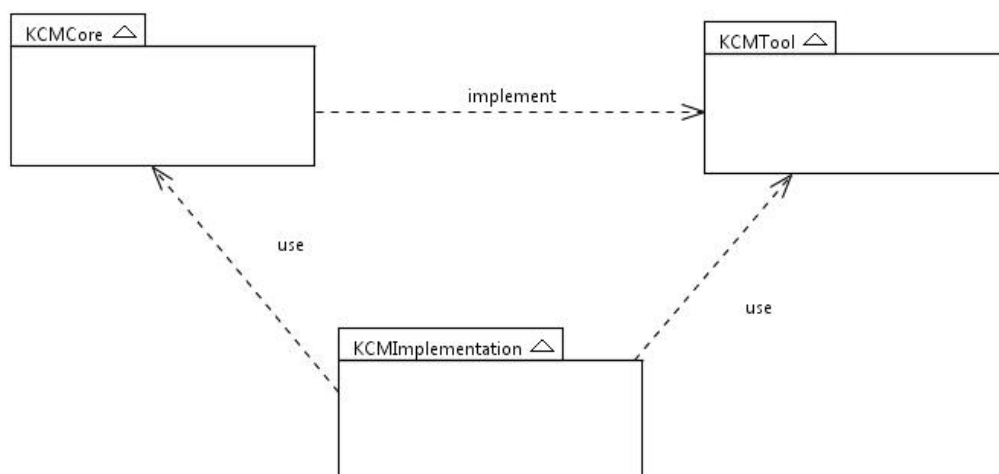 KCMCore
KCMTool
implement
use
use
KCMImplementation